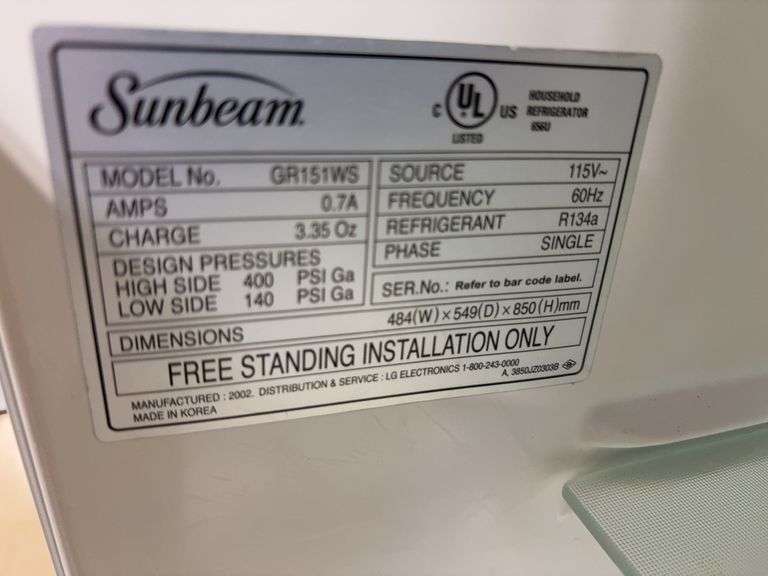 Sunbeam
C UL US
LISTED
HOUSEHOLD
REFRIGERATOR
656U
MODEL No. GR151WS
AMPS 0.7A
CHARGE 3.35 Oz
DESIGN PRESSURES
HIGH SIDE 400 PSI Ga
LOW SIDE 140 PSI Ga
SOURCE 115V~
FREQUENCY 60Hz
REFRIGERANT R134a
PHASE SINGLE
SER.No.: Refer to bar code label.
DIMENSIONS 484(W)×549(D)×850(H)mm
FREE STANDING INSTALLATION ONLY
MANUFACTURED : 2002. DISTRIBUTION & SERVICE : LG ELECTRONICS 1-800-243-0000
MADE IN KOREA A, 3850JZ0303B